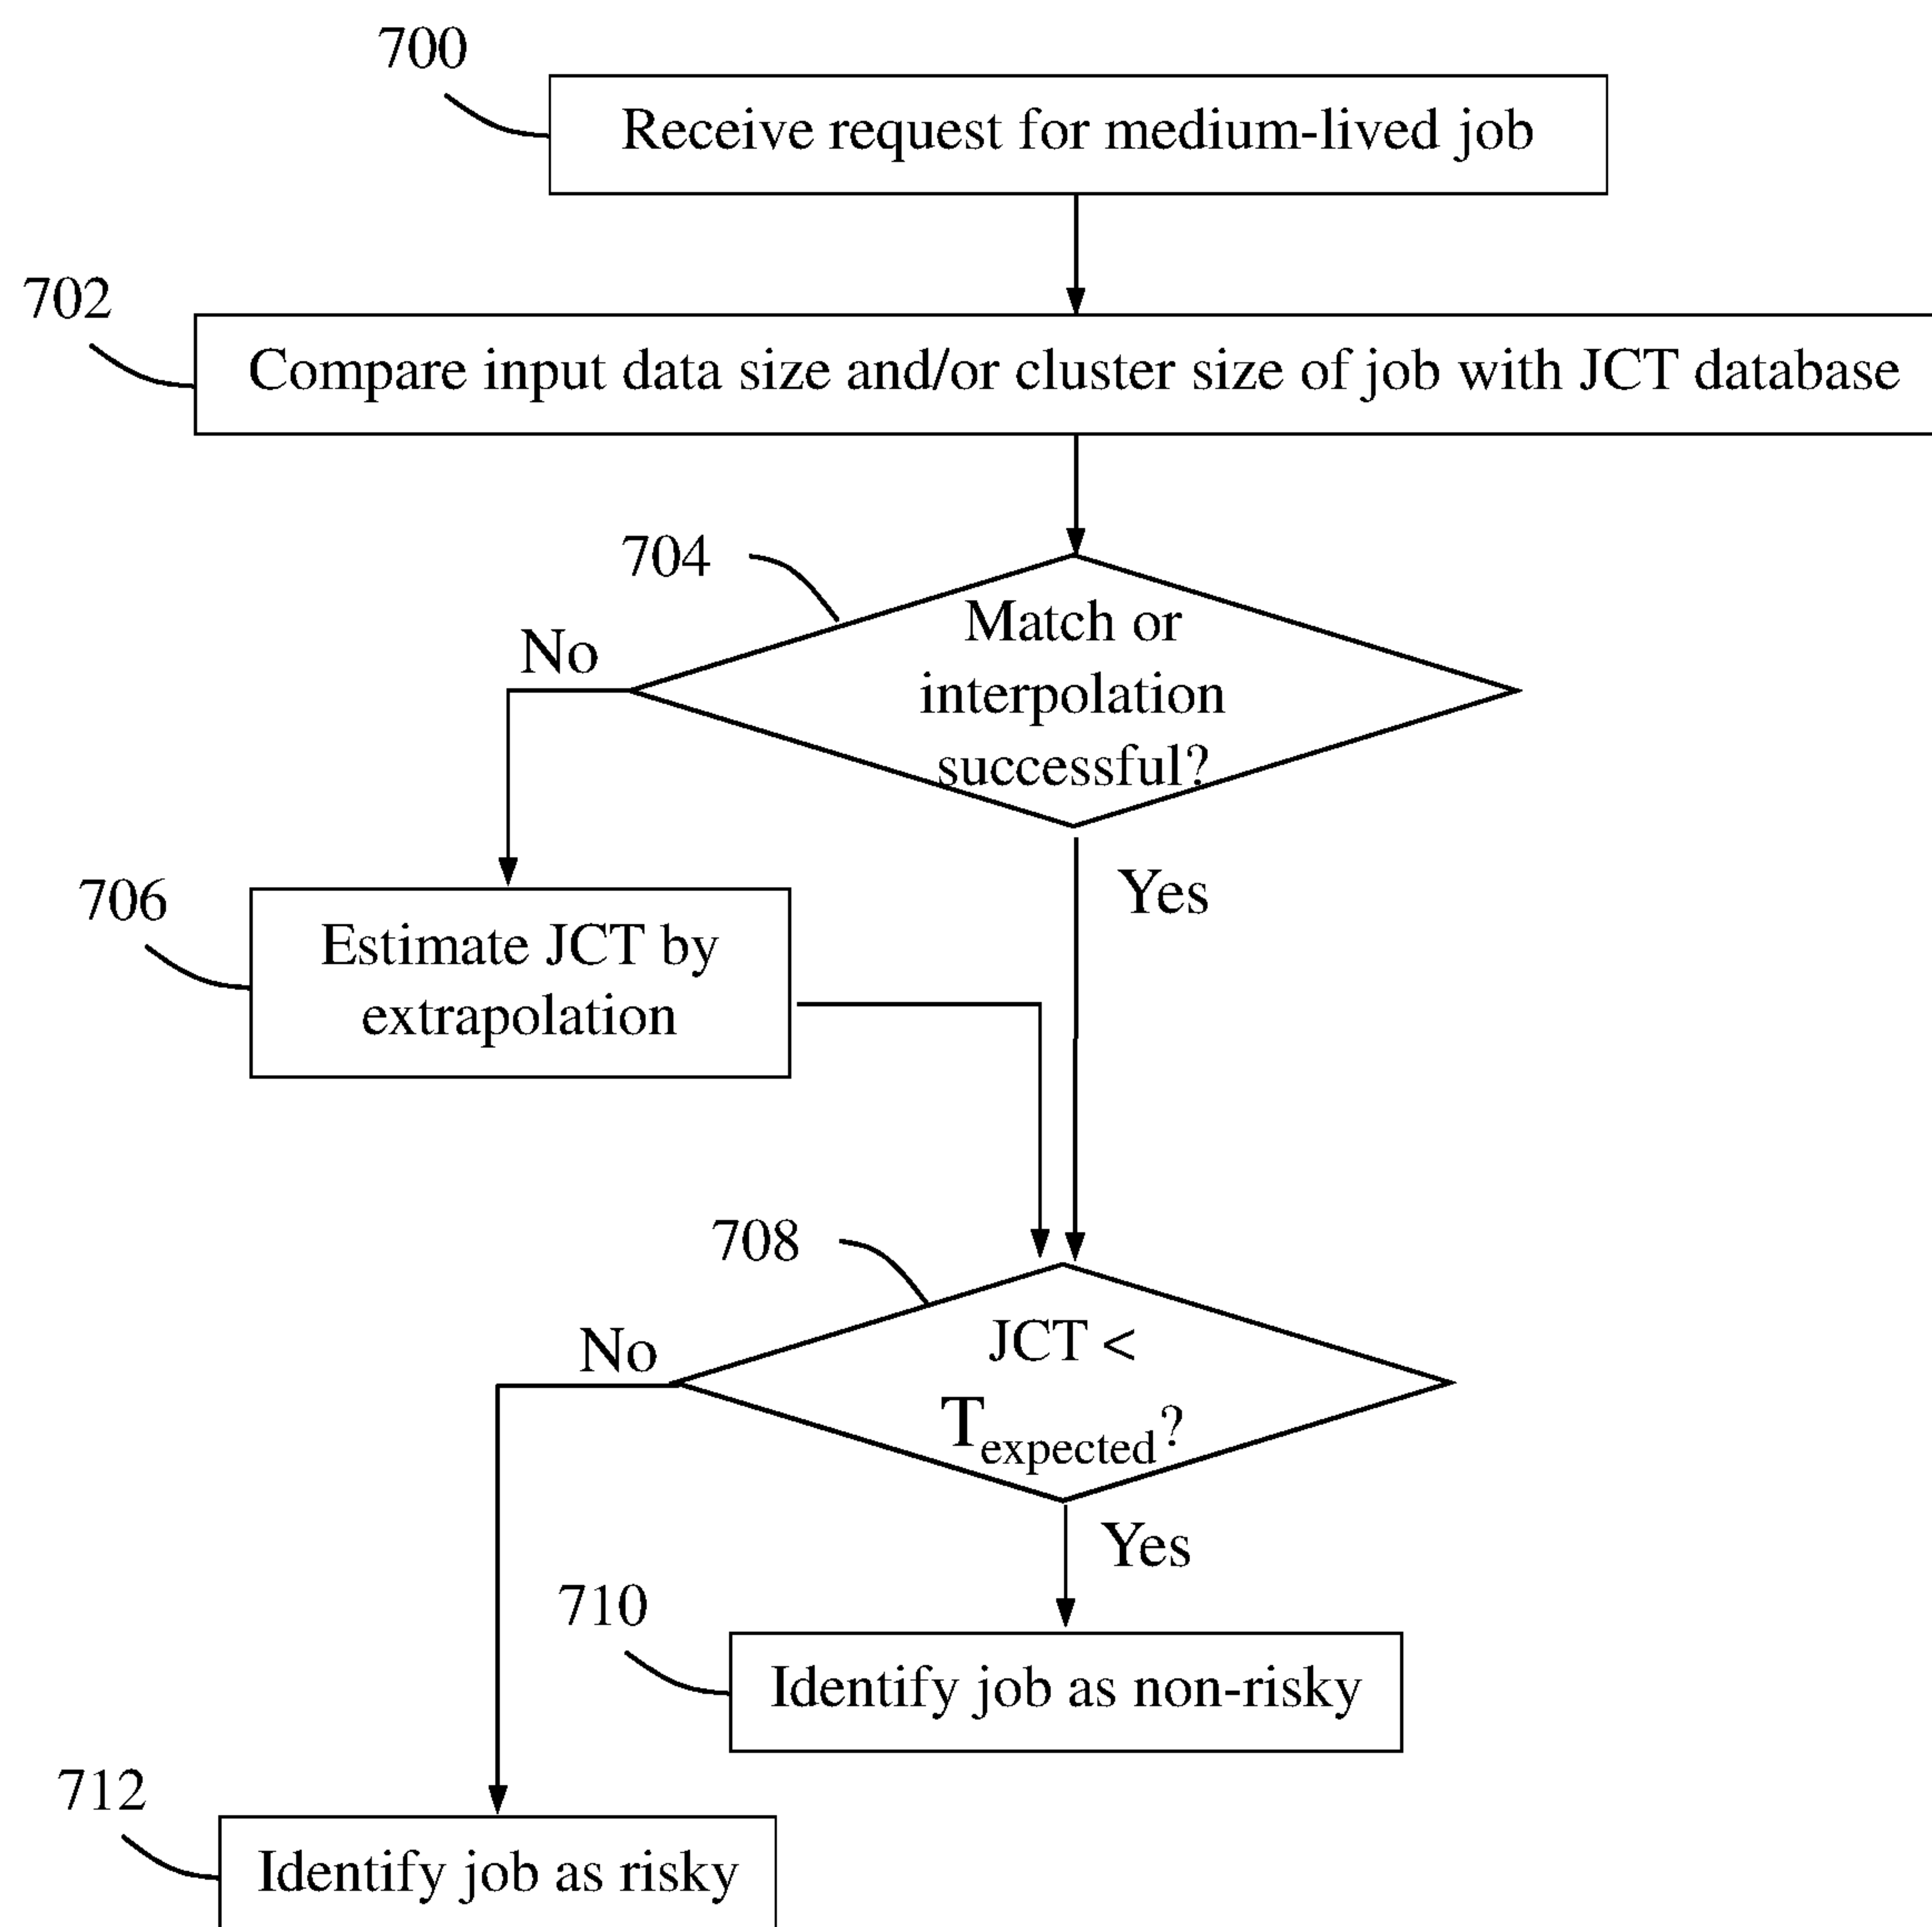 700
Receive request for medium-lived job
702
Compare input data size and/or cluster size of job with JCT database
704
Match or
interpolation
successful?
No
Yes
706
Estimate JCT by
extrapolation
708
JCT <
Texpected?
No
Yes
710
Identify job as non-risky
712
Identify job as risky